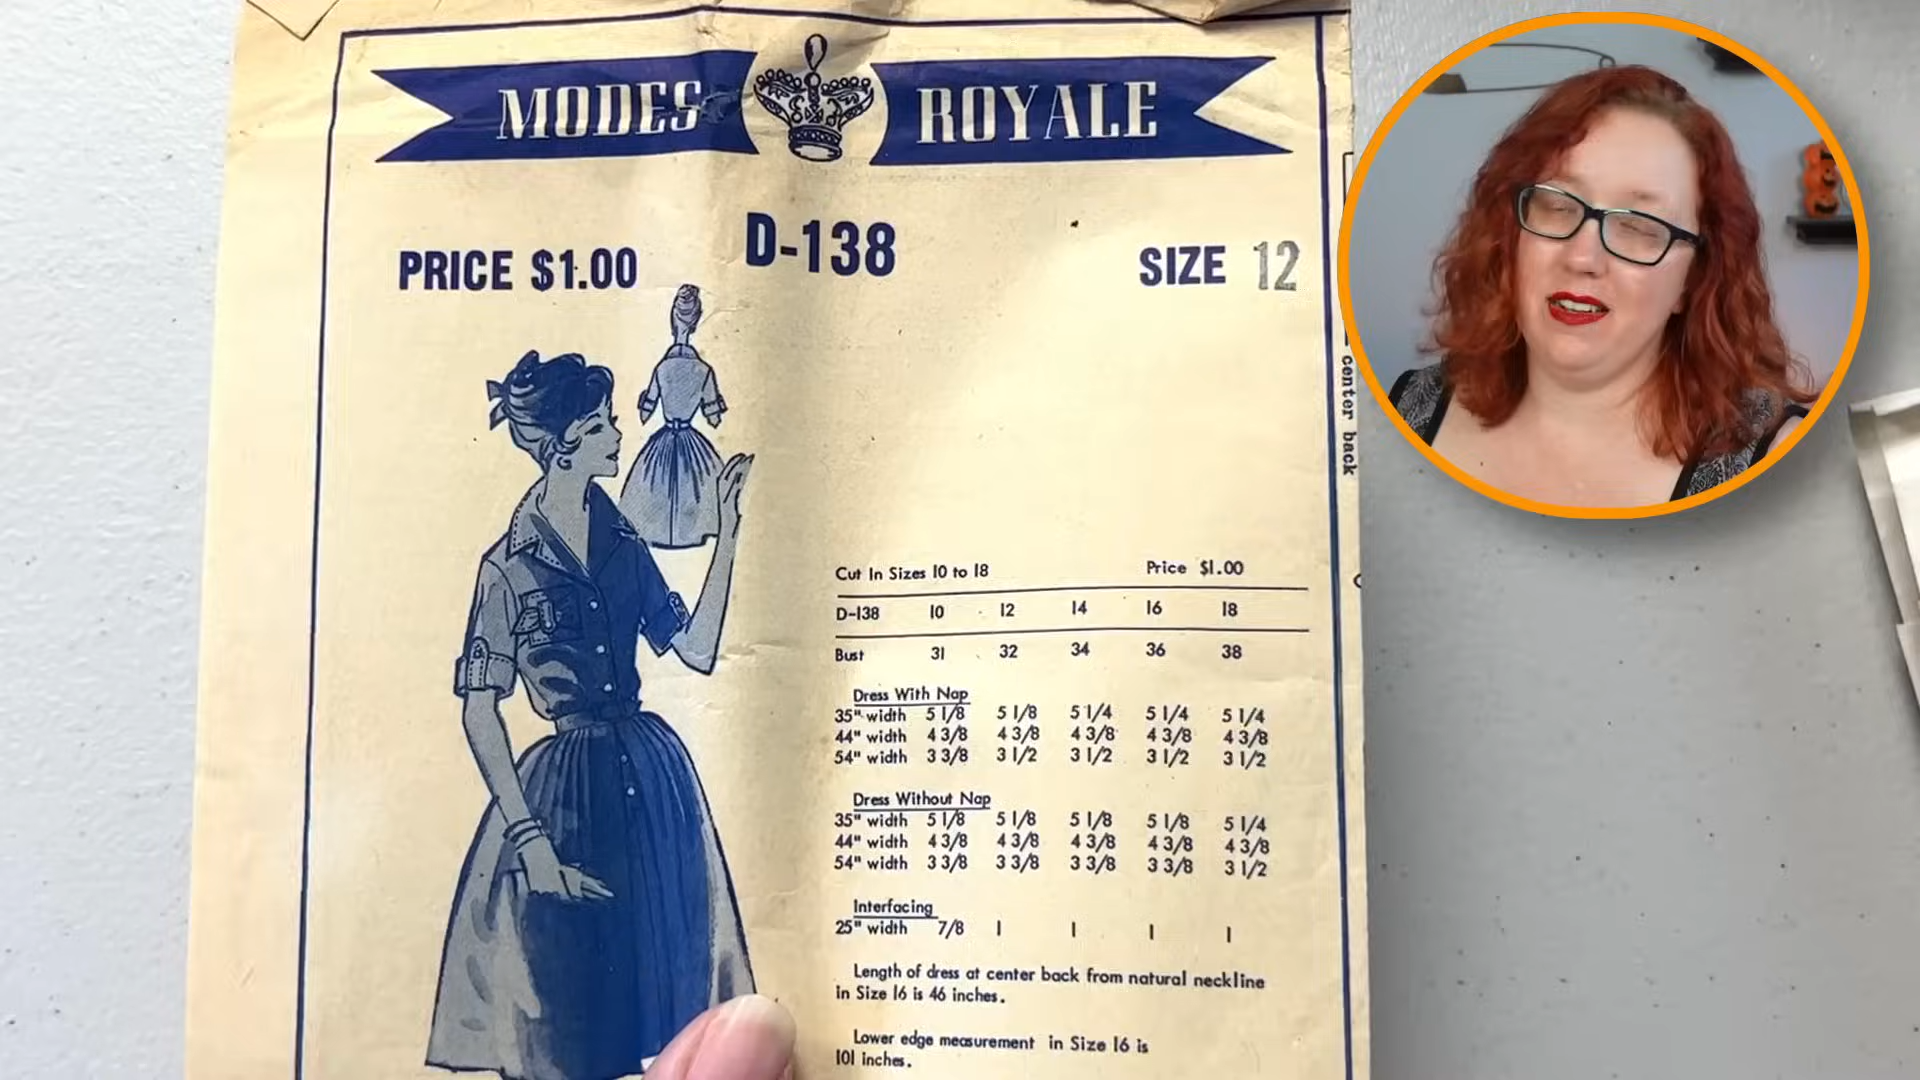 MODES ROYALE
D-138
PRICE $1.00
SIZE 12
center back
Cut In Sizes 10 to 18 Price $1.00
D-138 10 12 14 16 18
Bust 31 32 34 36 38
Dress With Nap
35" width 5 1/8 5 1/8 5 1/4 5 1/4 5 1/4
44" width 4 3/8 4 3/8 4 3/8 4 3/8 4 3/8
54" width 3 3/8 3 1/2 3 1/2 3 1/2 3 1/2
Dress Without Nap
35" width 5 1/8 5 1/8 5 1/8 5 1/8 5 1/4
44" width 4 3/8 4 3/8 4 3/8 4 3/8 4 3/8
54" width 3 3/8 3 3/8 3 3/8 3 3/8 3 1/2
Interfacing
25" width 7/8 1 1 1 1
Length of dress at center back from natural neckline
in Size 16 is 46 inches.
Lower edge measurement in Size 16 is
101 inches.